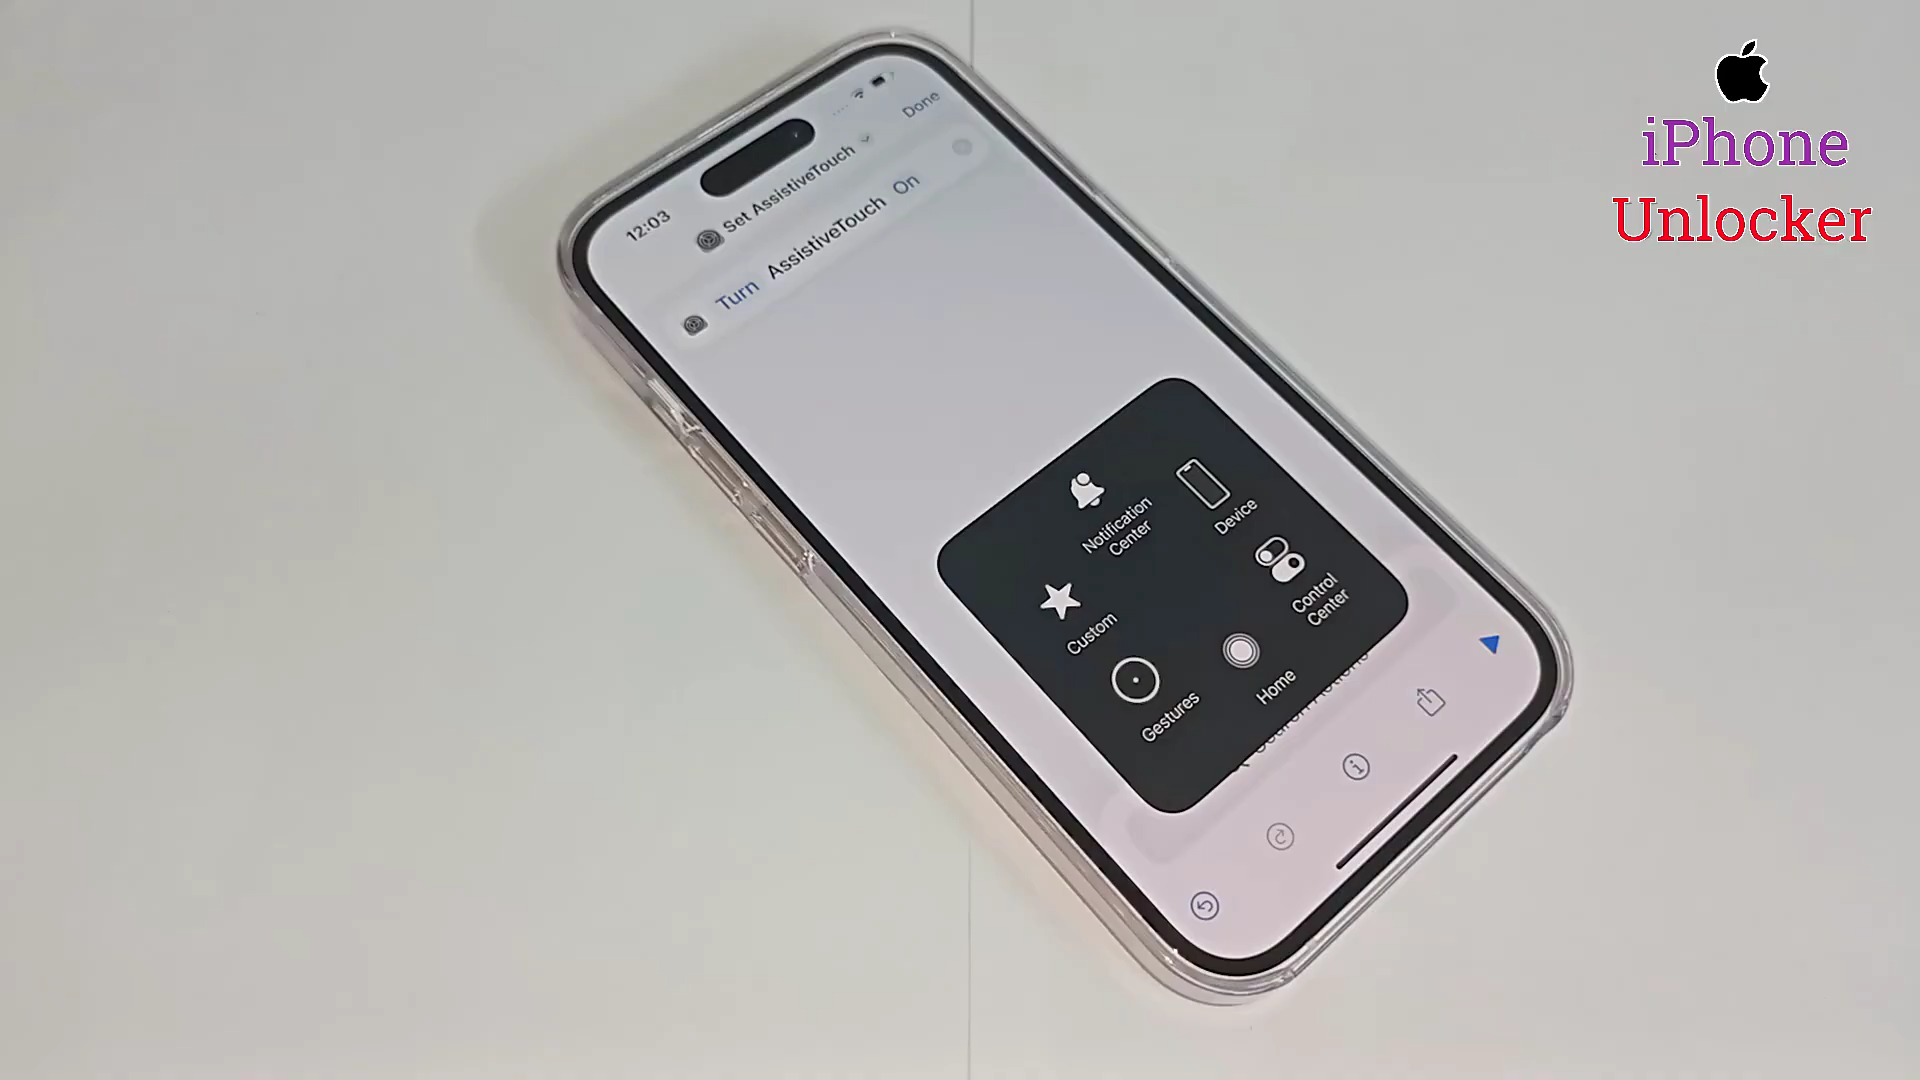 iPhone
Unlocker
12:03
Done
Set AssistiveTouch
Turn AssistiveTouch On
Notification
Center
Device
Custom
Control
Center
Gestures
Home